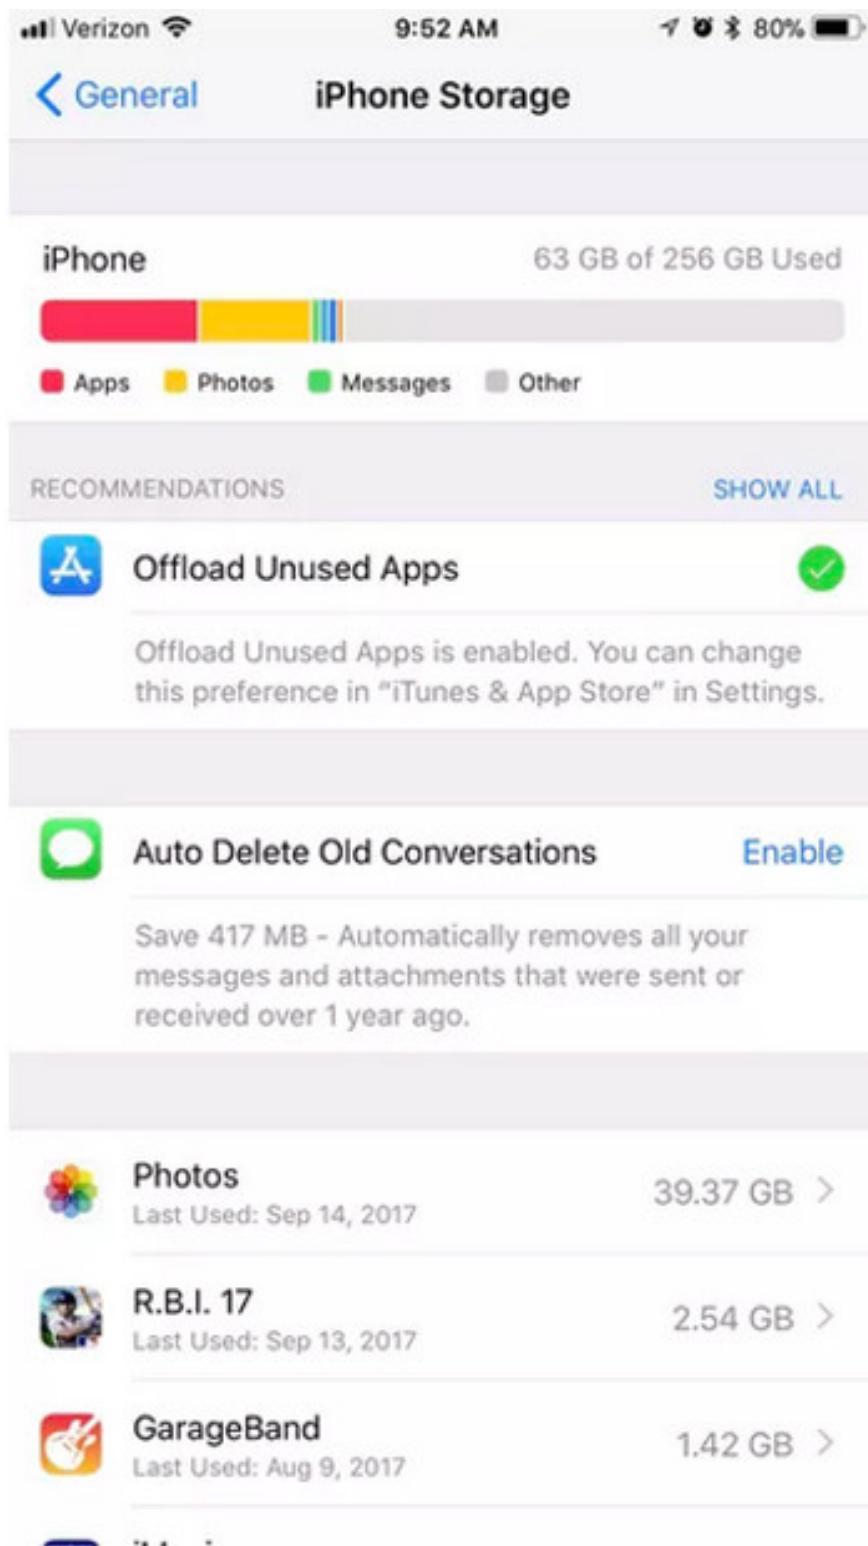 Verizon 9:52 AM 80%
General iPhone Storage
iPhone 63 GB of 256 GB Used
Apps Photos Messages Other
RECOMMENDATIONS SHOW ALL
Offload Unused Apps
Offload Unused Apps is enabled. You can change
this preference in “iTunes & App Store” in Settings.
Auto Delete Old Conversations Enable
Save 417 MB - Automatically removes all your
messages and attachments that were sent or
received over 1 year ago.
Photos 39.37 GB
Last Used: Sep 14, 2017
R.B.I. 17 2.54 GB
Last Used: Sep 13, 2017
GarageBand 1.42 GB
Last Used: Aug 9, 2017